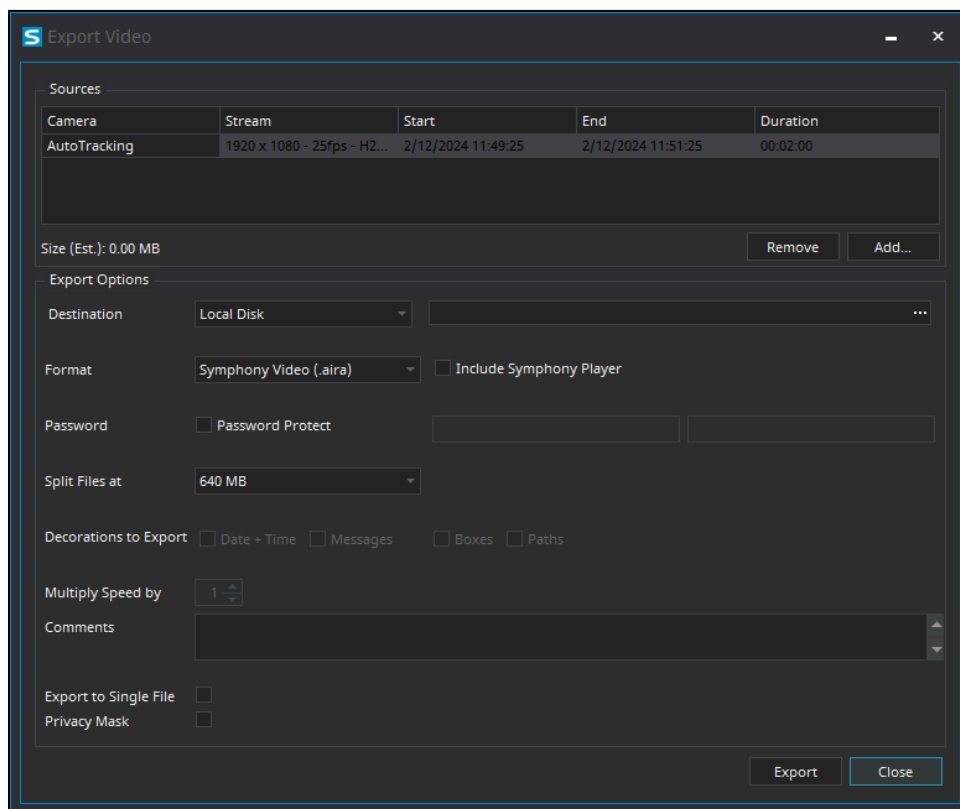 S Export Video
Sources
Camera Stream Start End Duration
AutoTracking 1920 x 1080 - 25fps - H2... 2/12/2024 11:49:25 2/12/2024 11:51:25 00:02:00
Size (Est.): 0.00 MB Remove Add...
Export Options
Destination Local Disk ...
Format Symphony Video (.aira) Include Symphony Player
Password Password Protect
Split Files at 640 MB
Decorations to Export Date + Time Messages Boxes Paths
Multiply Speed by 1
Comments
Export to Single File
Privacy Mask
Export Close